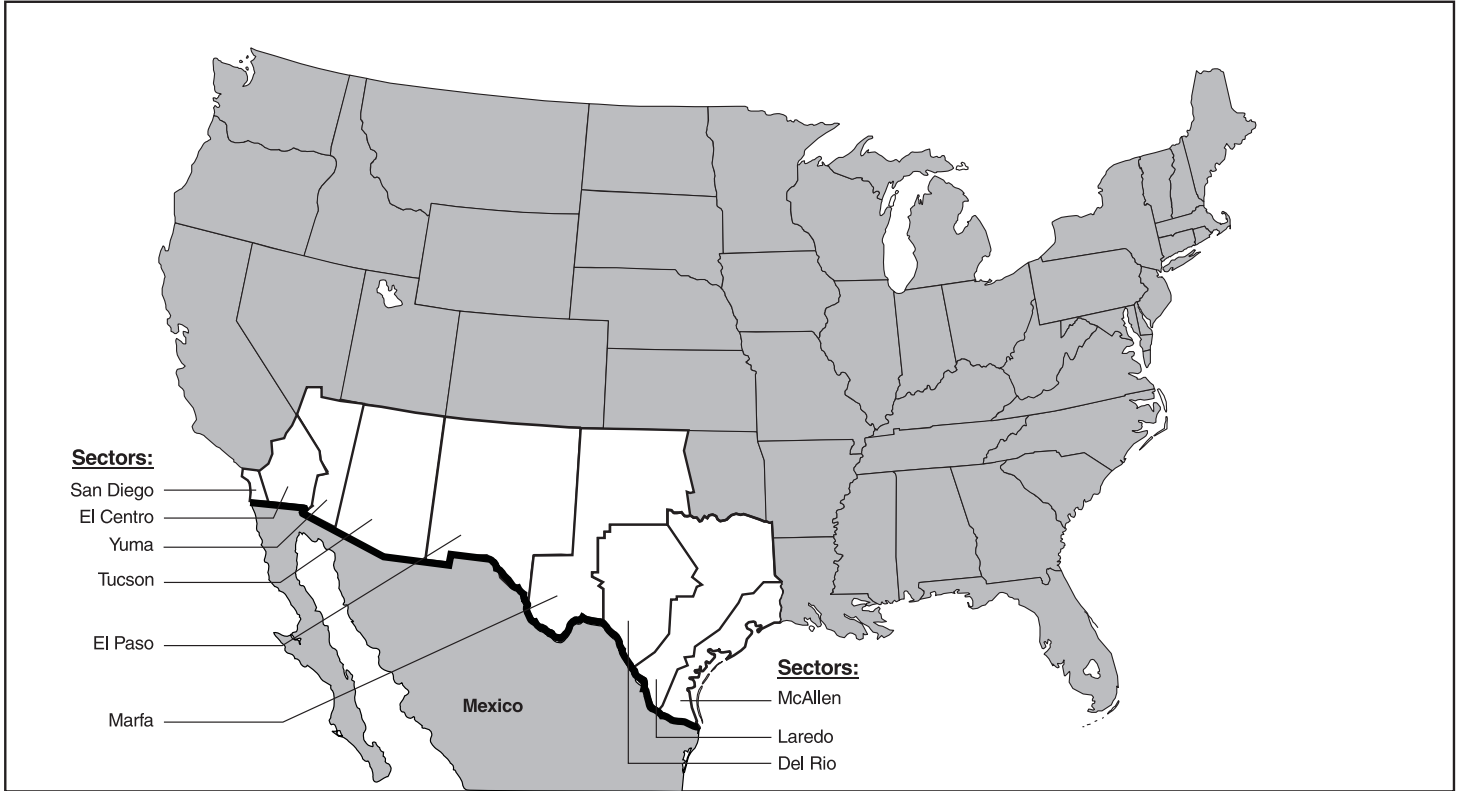 Sectors:
San Diego
El Centro
Yuma
Tucson
El Paso
Marfa
Mexico
Sectors:
McAllen
Laredo
Del Rio